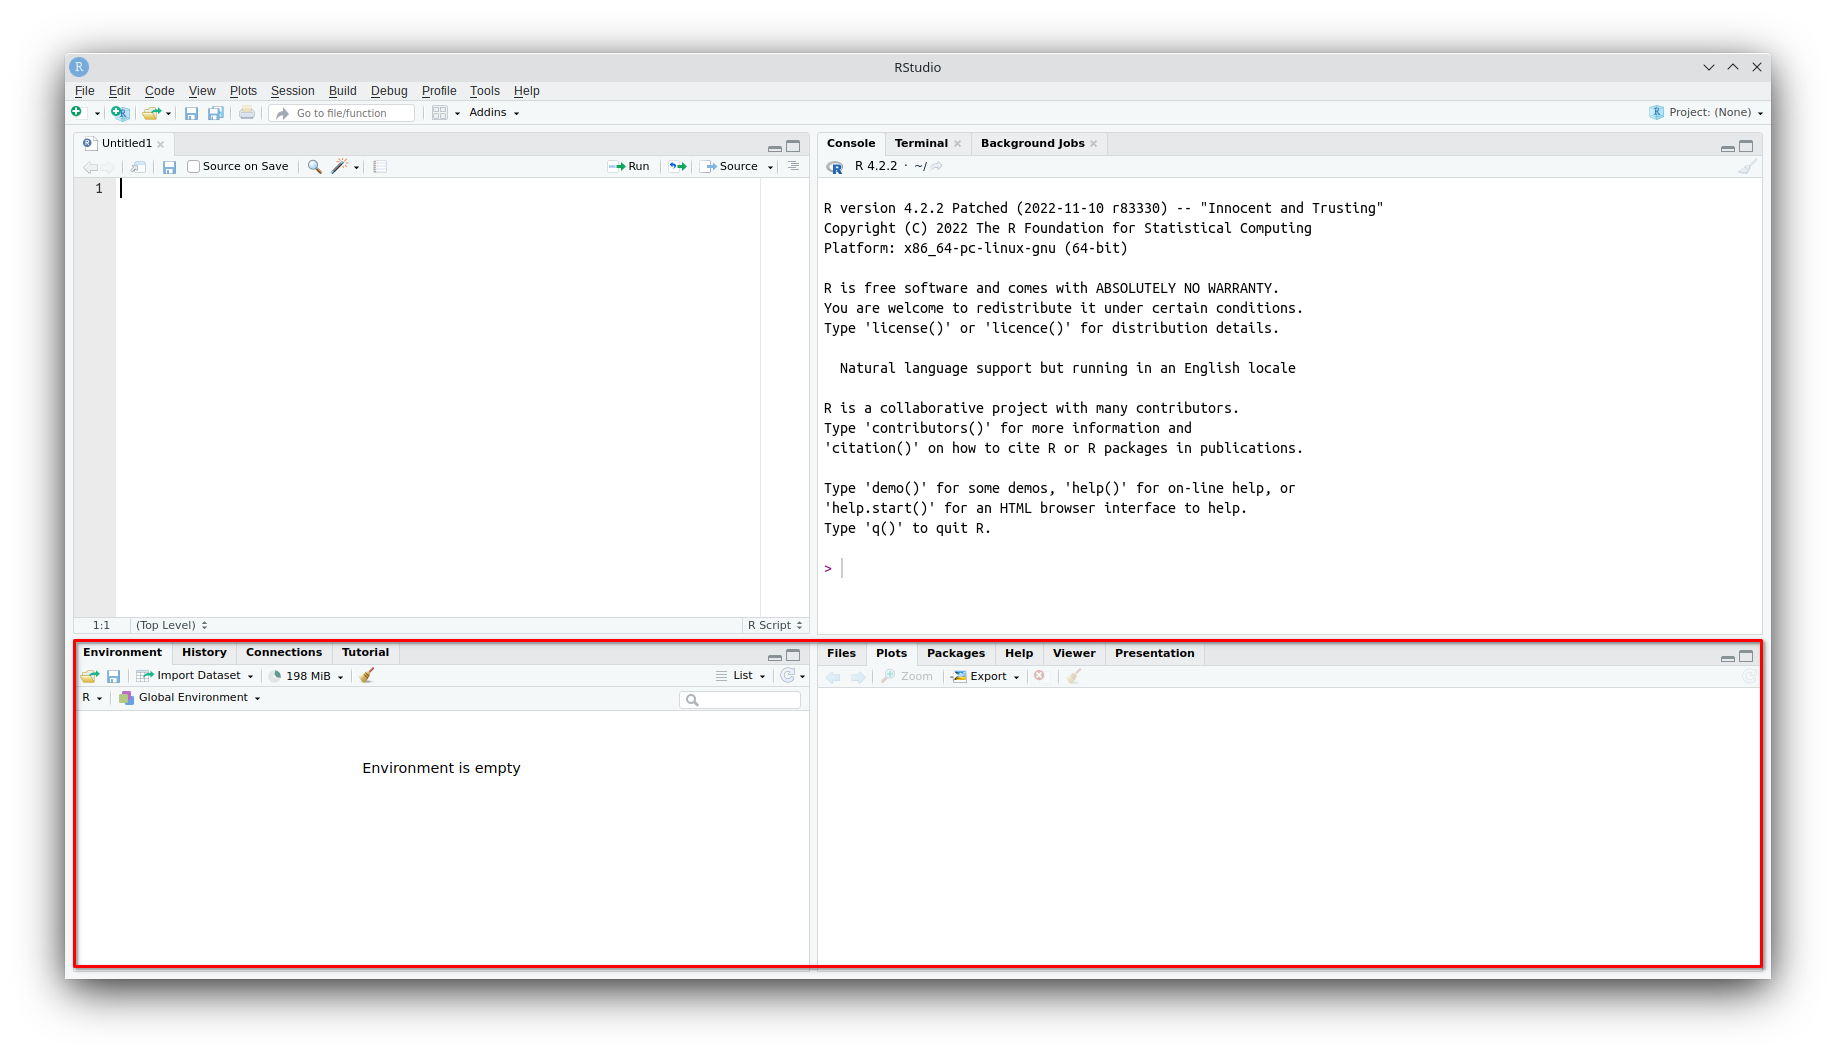 RStudio
File Edit Code View Plots Session Build Debug Profile Tools Help
Go to file/function Addins Project: (None)
Untitled1
Source on Save Run Source
1
1:1 (Top Level) R Script
Console Terminal Background Jobs
R 4.2.2 · ~/
R version 4.2.2 Patched (2022-11-10 r83330) -- "Innocent and Trusting"
Copyright (C) 2022 The R Foundation for Statistical Computing
Platform: x86_64-pc-linux-gnu (64-bit)
R is free software and comes with ABSOLUTELY NO WARRANTY.
You are welcome to redistribute it under certain conditions.
Type 'license()' or 'licence()' for distribution details.
Natural language support but running in an English locale
R is a collaborative project with many contributors.
Type 'contributors()' for more information and
'citation()' on how to cite R or R packages in publications.
Type 'demo()' for some demos, 'help()' for on-line help, or
'help.start()' for an HTML browser interface to help.
Type 'q()' to quit R.
>
Environment History Connections Tutorial
Import Dataset 198 MiB List
R Global Environment
Environment is empty
Files Plots Packages Help Viewer Presentation
Zoom Export